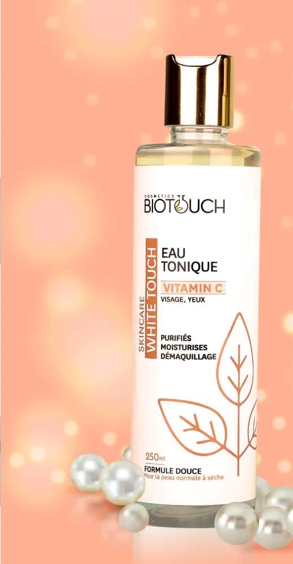 COSMETICS
BIOTOUCH
SKINCARE
WHITE TOUCH
EAU
TONIQUE
VITAMIN C
VISAGE, YEUX
PURIFIÉS
MOISTURISES
DÉMAQUILLAGE
250ml
FORMULE DOUCE
Pour la peau normale à sèche